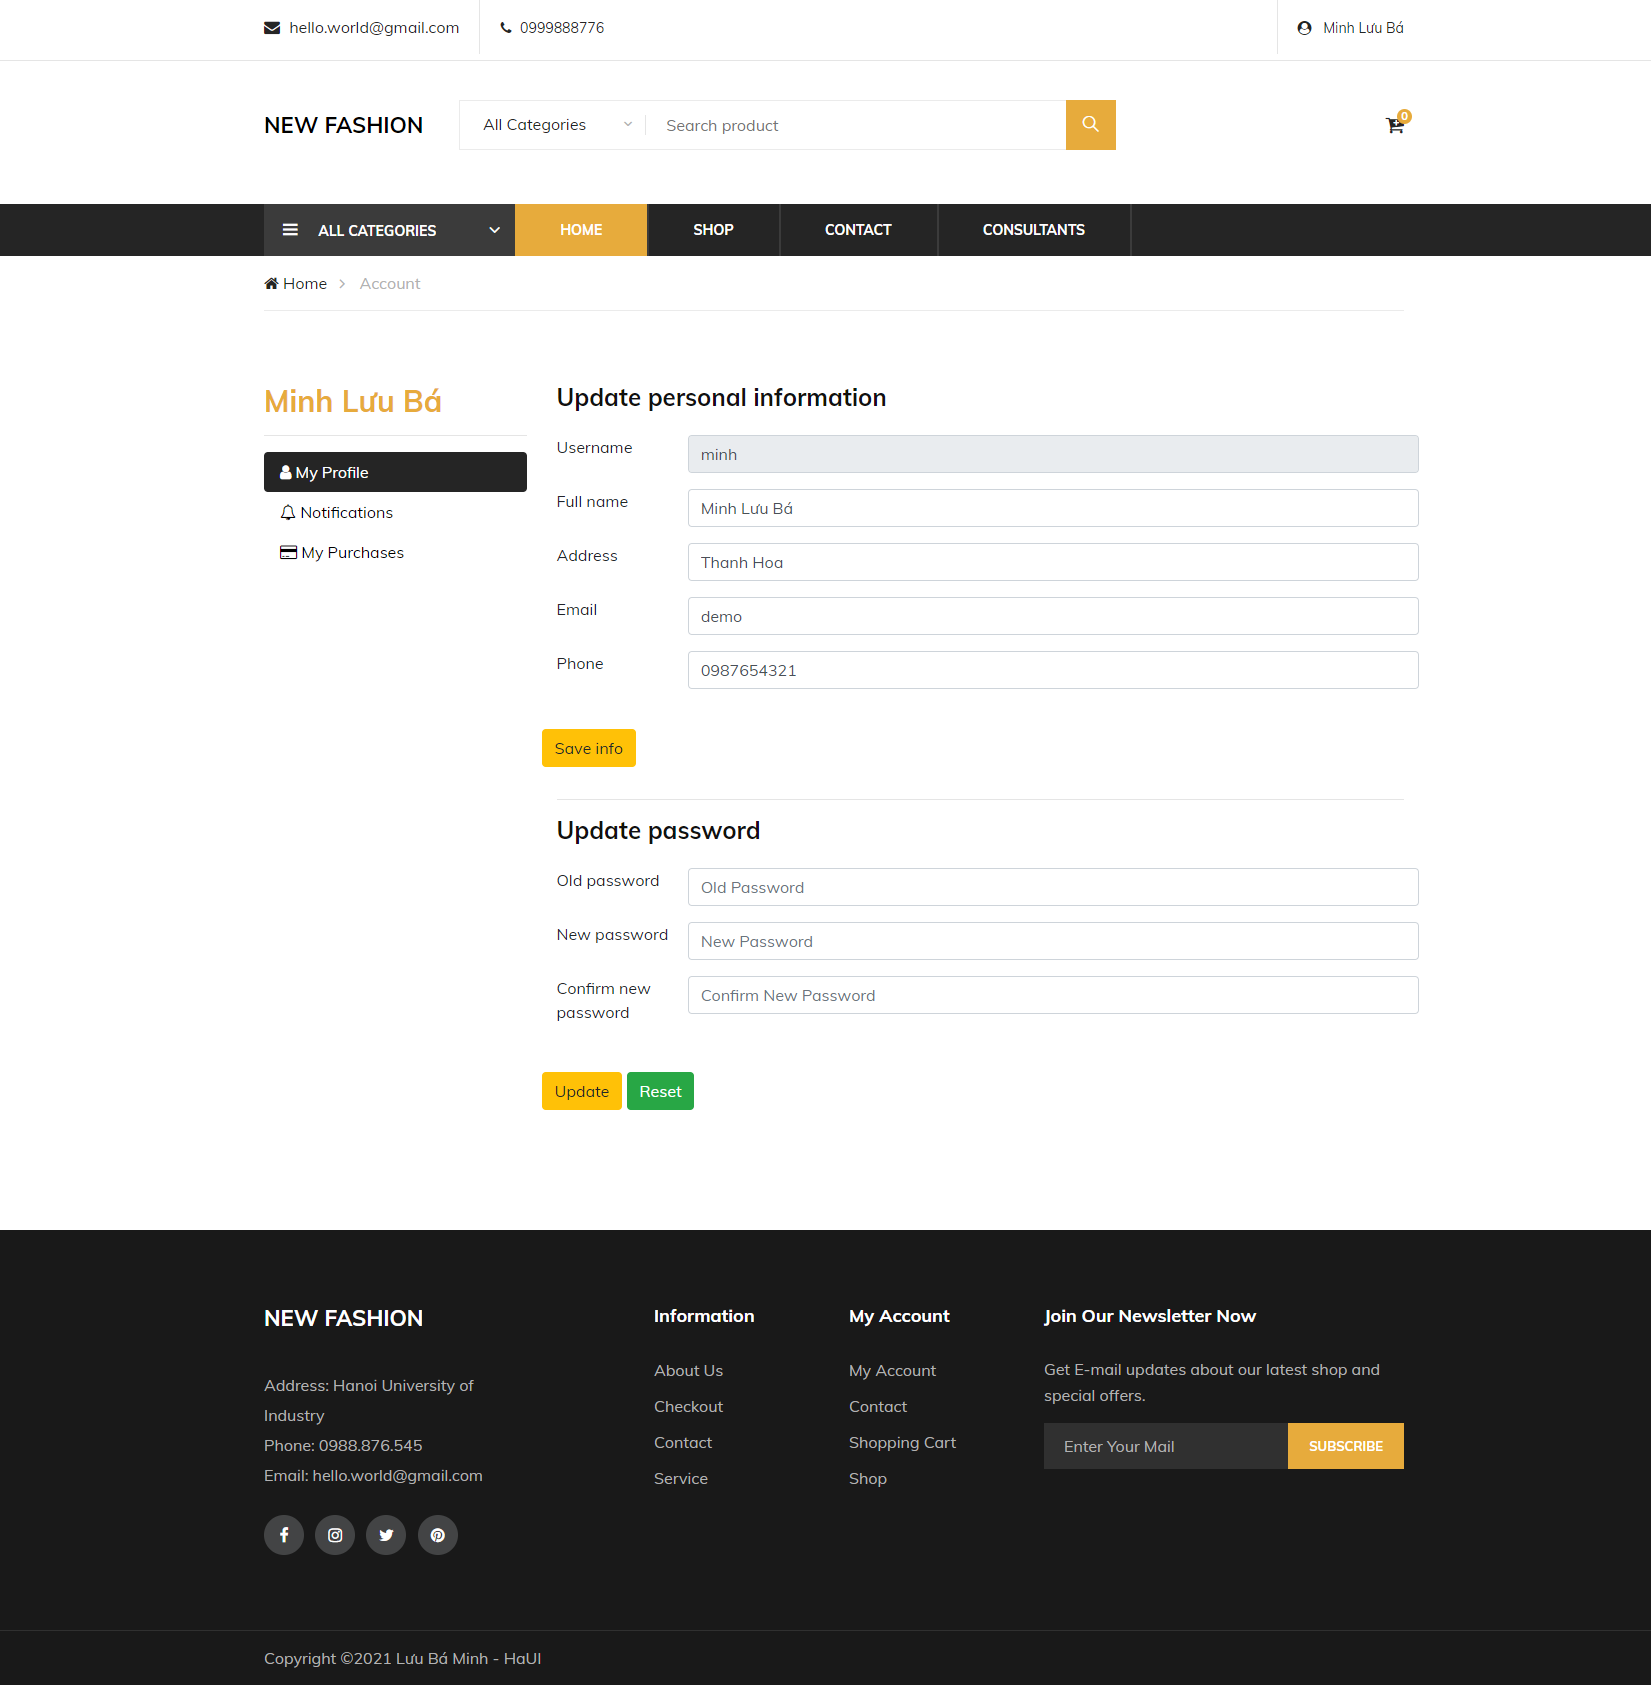 hello.world@gmail.com
0999888776
Minh Lưu Bá
NEW FASHION
All Categories
Search product
0
ALL CATEGORIES
HOME
SHOP
CONTACT
CONSULTANTS
Home
Account
Minh Lưu Bá
My Profile
Notifications
My Purchases
Update personal information
Username
minh
Full name
Minh Lưu Bá
Address
Thanh Hoa
Email
demo
Phone
0987654321
Save info
Update password
Old password
Old Password
New password
New Password
Confirm new
password
Confirm New Password
Update
Reset
NEW FASHION
Address: Hanoi University of
Industry
Phone: 0988.876.545
Email: hello.world@gmail.com
Information
About Us
Checkout
Contact
Service
My Account
My Account
Contact
Shopping Cart
Shop
Join Our Newsletter Now
Get E-mail updates about our latest shop and
special offers.
Enter Your Mail
SUBSCRIBE
Copyright ©2021 Lưu Bá Minh - HaUI